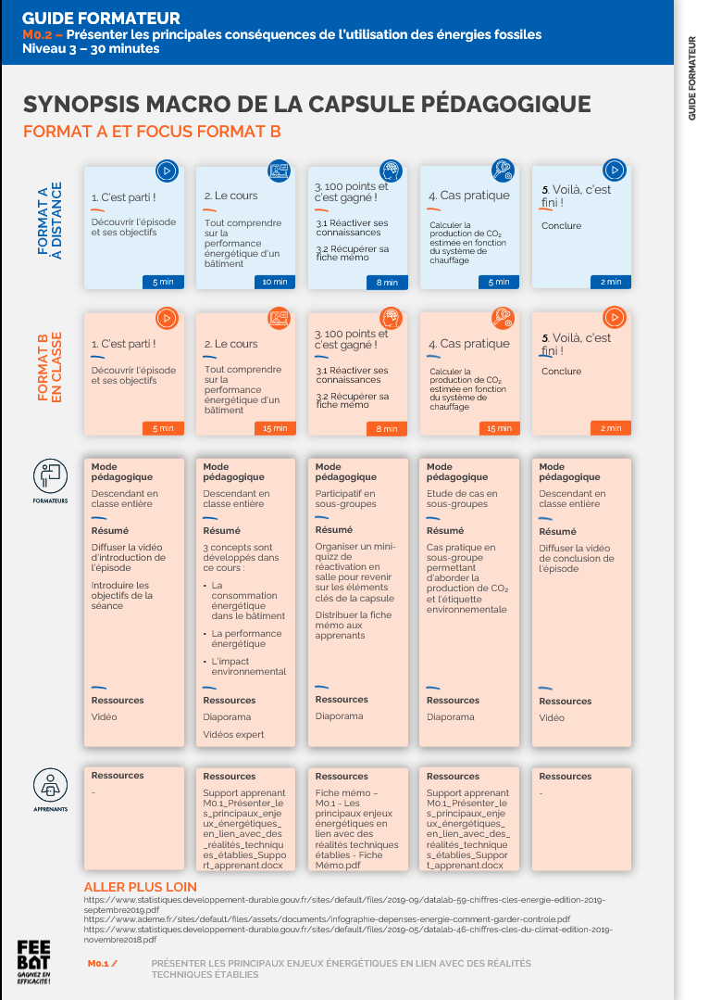 GUIDE FORMATEUR
M0.2 – Présenter les principales conséquences de l'utilisation des énergies fossiles
Niveau 3 – 30 minutes
GUIDE FORMATEUR
SYNOPSIS MACRO DE LA CAPSULE PÉDAGOGIQUE
FORMAT A ET FOCUS FORMAT B
FORMAT A
À DISTANCE
1. C'est parti !
Découvrir l'épisode
et ses objectifs
5 min
2. Le cours
Tout comprendre
sur la
performance
énergétique d'un
bâtiment
10 min
3. 100 points et
c'est gagné !
3.1 Réactiver ses
connaissances
3.2 Récupérer sa
fiche mémo
8 min
4. Cas pratique
Calculer la
production de CO₂
estimée en fonction
du système de
chauffage
5 min
5. Voilà, c'est
fini !
Conclure
2 min
FORMAT B
EN CLASSE
1. C'est parti !
Découvrir l'épisode
et ses objectifs
5 min
2. Le cours
Tout comprendre
sur la
performance
énergétique d'un
bâtiment
15 min
3. 100 points et
c'est gagné !
3.1 Réactiver ses
connaissances
3.2 Récupérer sa
fiche mémo
8 min
4. Cas pratique
Calculer la
production de CO₂
estimée en fonction
du système de
chauffage
15 min
5. Voilà, c'est
fini !
Conclure
2 min
FORMATEURS
Mode
pédagogique
Descendant en
classe entière
Résumé
Diffuser la vidéo
d'introduction de
l'épisode
Introduire les
objectifs de la
séance
Ressources
Vidéo
Mode
pédagogique
Descendant en
classe entière
Résumé
3 concepts sont
développés dans
ce cours :
• La
consommation
énergétique
dans le bâtiment
• La performance
énergétique
• L'impact
environnemental
Ressources
Diaporama
Vidéos expert
Mode
pédagogique
Participatif en
sous-groupes
Résumé
Organiser un mini-
quizz de
réactivation en
salle pour revenir
sur les éléments
clés de la capsule
Distribuer la fiche
mémo aux
apprenants
Ressources
Diaporama
Mode
pédagogique
Etude de cas en
sous-groupes
Résumé
Cas pratique en
sous-groupe
permettant
d'aborder la
production de CO₂
et l'étiquette
environnementale
Ressources
Diaporama
Mode
pédagogique
Descendant en
classe entière
Résumé
Diffuser la vidéo
de conclusion de
l'épisode
Ressources
Vidéo
APPRENANTS
Ressources
-
Ressources
Support apprenant
M0.1_Présenter_le
s_principaux_enje
ux_énergétiques_
en_lien_avec_des
_réalités_techniqu
es_établies_Suppo
rt_apprenant.docx
Ressources
Fiche mémo –
M0.1 - Les
principaux enjeux
énergétiques en
lien avec des
réalités techniques
établies - Fiche
Mémo.pdf
Ressources
Support apprenant
M0.1_Présenter_le
s_principaux_enje
ux_énergétiques_
en_lien_avec_des_
réalités_technique
s_établies_Suppor
t_apprenant.docx
Ressources
-
ALLER PLUS LOIN
https://www.statistiques.developpement-durable.gouv.fr/sites/default/files/2019-09/datalab-59-chiffres-cles-energie-edition-2019-
septembre2019.pdf
https://www.ademe.fr/sites/default/files/assets/documents/infographie-depenses-energie-comment-garder-controle.pdf
https://www.statistiques.developpement-durable.gouv.fr/sites/default/files/2019-05/datalab-46-chiffres-cles-du-climat-edition-2019-
novembre2018.pdf
FEE
BAT
GAGNEZ EN
EFFICACITÉ !
M0.1 /
PRÉSENTER LES PRINCIPAUX ENJEUX ÉNERGÉTIQUES EN LIEN AVEC DES RÉALITÉS
TECHNIQUES ÉTABLIES